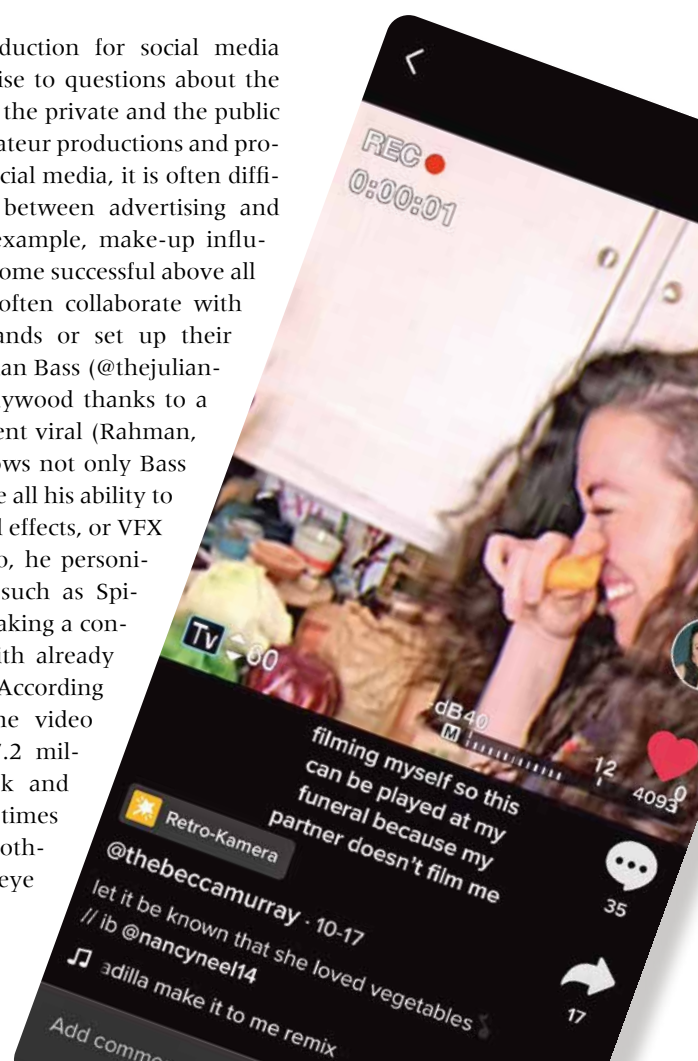 duction for social media
ise to questions about the
the private and the public
ateur productions and pro-
cial media, it is often diffi-
between advertising and
example, make-up influ-
ome successful above all
often collaborate with
ands or set up their
an Bass (@thejulian-
lywood thanks to a
ent viral (Rahman,
ows not only Bass
e all his ability to
l effects, or VFX
o, he personi-
such as Spi-
aking a con-
ith already
According
ne video
7.2 mil-
k and
times
oth-
eye
REC
0:00:01
Tv 60
-dB40
M
12
0
4093
filming myself so this
can be played at my
funeral because my
partner doesn't film me
35
Retro-Kamera
@thebeccamurray · 10-17
let it be known that she loved vegetables
// ib @nancyneel14
17
adilla make it to me remix
Add comme